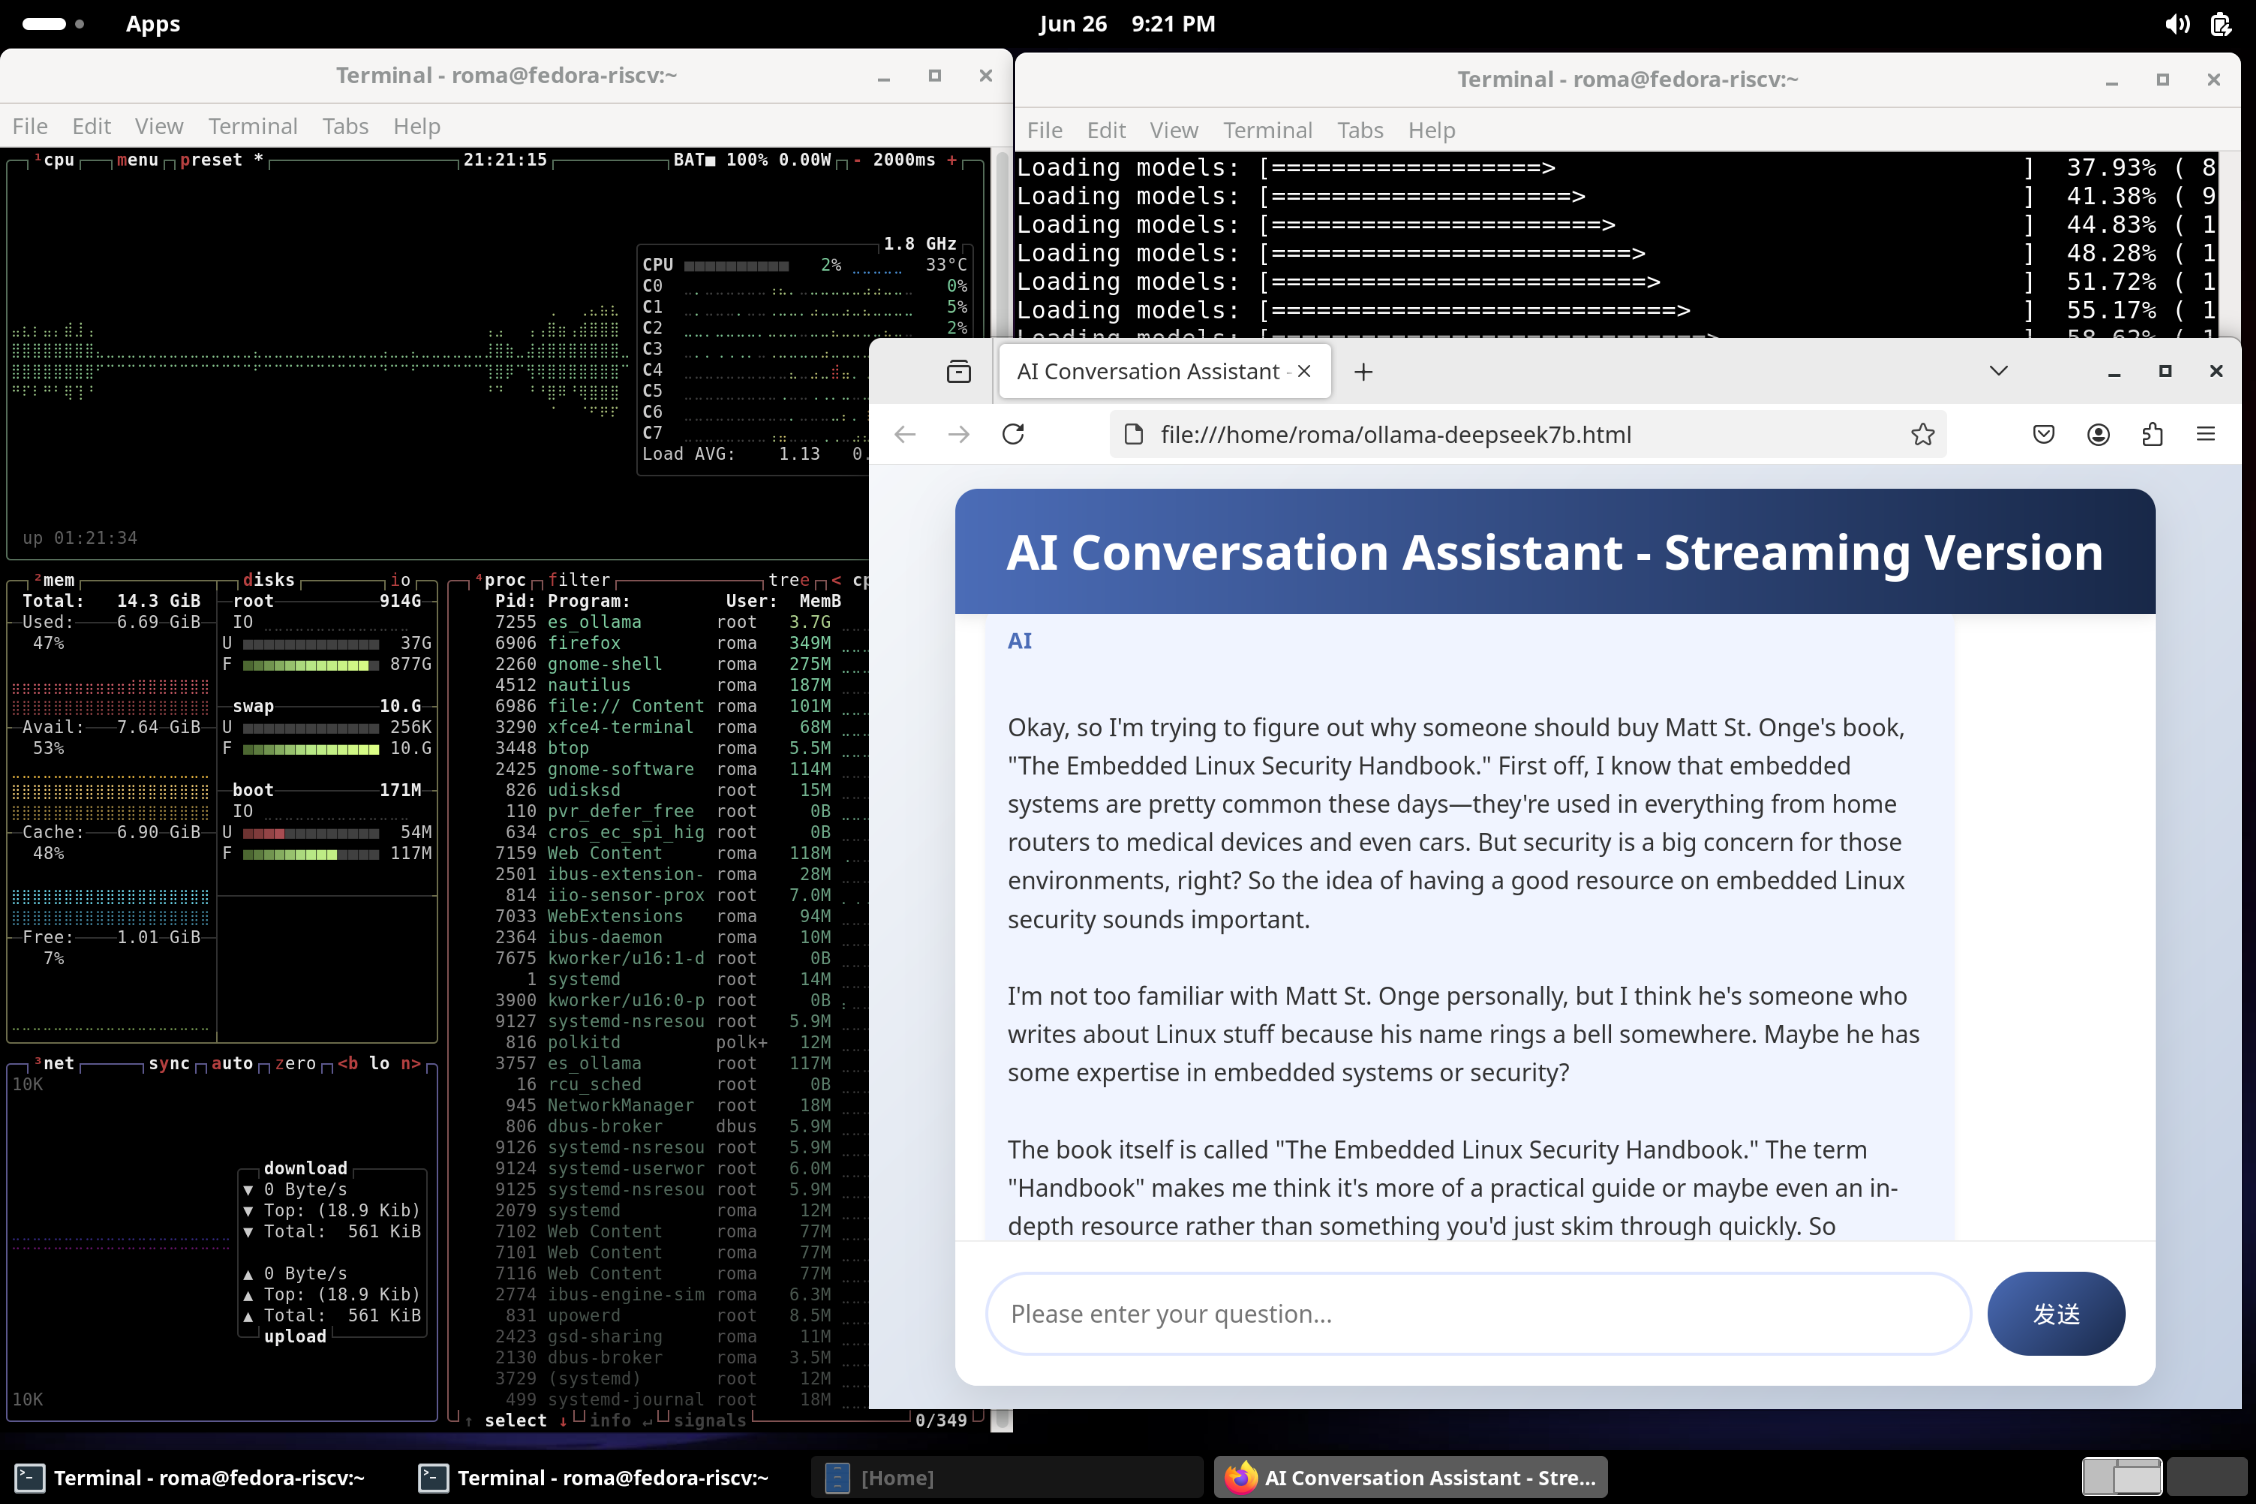 Apps
Jun 26 9:21 PM
Terminal - roma@fedora-riscv:~
File Edit View Terminal Tabs Help
¹cpu menu preset * 21:21:15 BAT■ 100% 0.00W - 2000ms +
1.8 GHz
CPU 2% 33°C
C0 0%
C1 5%
C2 2%
C3
C4
C5
C6
C7
Load AVG: 1.13 0.
up 01:21:34
²mem
Total: 14.3 GiB
Used: 6.69 GiB
47%
Avail: 7.64 GiB
53%
Cache: 6.90 GiB
48%
Free: 1.01 GiB
7%
disks io
root 914G
IO
U 37G
F 877G
swap 10.G
U 256K
F 10.G
boot 171M
IO
U 54M
F 117M
³net sync auto zero <b lo n>
10K
download
▼ 0 Byte/s
▼ Top: (18.9 Kib)
▼ Total: 561 KiB
▲ 0 Byte/s
▲ Top: (18.9 Kib)
▲ Total: 561 KiB
upload
10K
⁴proc filter tree < cp
Pid: Program: User: MemB
7255 es_ollama root 3.7G
6906 firefox roma 349M
2260 gnome-shell roma 275M
4512 nautilus roma 187M
6986 file:// Content roma 101M
3290 xfce4-terminal roma 68M
3448 btop roma 5.5M
2425 gnome-software roma 114M
826 udisksd root 15M
110 pvr_defer_free root 0B
634 cros_ec_spi_hig root 0B
7159 Web Content roma 118M
2501 ibus-extension- roma 28M
814 iio-sensor-prox root 7.0M
7033 WebExtensions roma 94M
2364 ibus-daemon roma 10M
7675 kworker/u16:1-d root 0B
1 systemd root 14M
3900 kworker/u16:0-p root 0B
9127 systemd-nsresou root 5.9M
816 polkitd polk+ 12M
3757 es_ollama root 117M
16 rcu_sched root 0B
945 NetworkManager root 18M
806 dbus-broker dbus 5.9M
9126 systemd-nsresou root 5.9M
9124 systemd-userwor root 6.0M
9125 systemd-nsresou root 5.9M
2079 systemd roma 12M
7102 Web Content roma 77M
7101 Web Content roma 77M
7116 Web Content roma 77M
2774 ibus-engine-sim roma 6.3M
831 upowerd root 8.5M
2423 gsd-sharing roma 11M
2130 dbus-broker roma 3.5M
3729 (systemd) root 12M
499 systemd-journal root 18M
↑ select ↓ info ↵ signals 0/349
Terminal - roma@fedora-riscv:~
File Edit View Terminal Tabs Help
Loading models: [==================> ] 37.93% ( 8
Loading models: [====================> ] 41.38% ( 9
Loading models: [======================> ] 44.83% ( 1
Loading models: [========================> ] 48.28% ( 1
Loading models: [=========================> ] 51.72% ( 1
Loading models: [===========================> ] 55.17% ( 1
Loading models: [=============================> ] 58.62% ( 1
AI Conversation Assistant -
file:///home/roma/ollama-deepseek7b.html
AI Conversation Assistant - Streaming Version
AI
Okay, so I'm trying to figure out why someone should buy Matt St. Onge's book,
"The Embedded Linux Security Handbook." First off, I know that embedded
systems are pretty common these days—they're used in everything from home
routers to medical devices and even cars. But security is a big concern for those
environments, right? So the idea of having a good resource on embedded Linux
security sounds important.
I'm not too familiar with Matt St. Onge personally, but I think he's someone who
writes about Linux stuff because his name rings a bell somewhere. Maybe he has
some expertise in embedded systems or security?
The book itself is called "The Embedded Linux Security Handbook." The term
"Handbook" makes me think it's more of a practical guide or maybe even an in-
depth resource rather than something you'd just skim through quickly. So
Please enter your question...
发送
Terminal - roma@fedora-riscv:~
Terminal - roma@fedora-riscv:~
[Home]
AI Conversation Assistant - Stre...